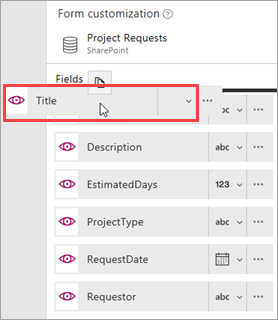 Form customization ?
Project Requests
SharePoint
Fields
Title
Description abc
EstimatedDays 123
ProjectType abc
RequestDate
Requestor abc